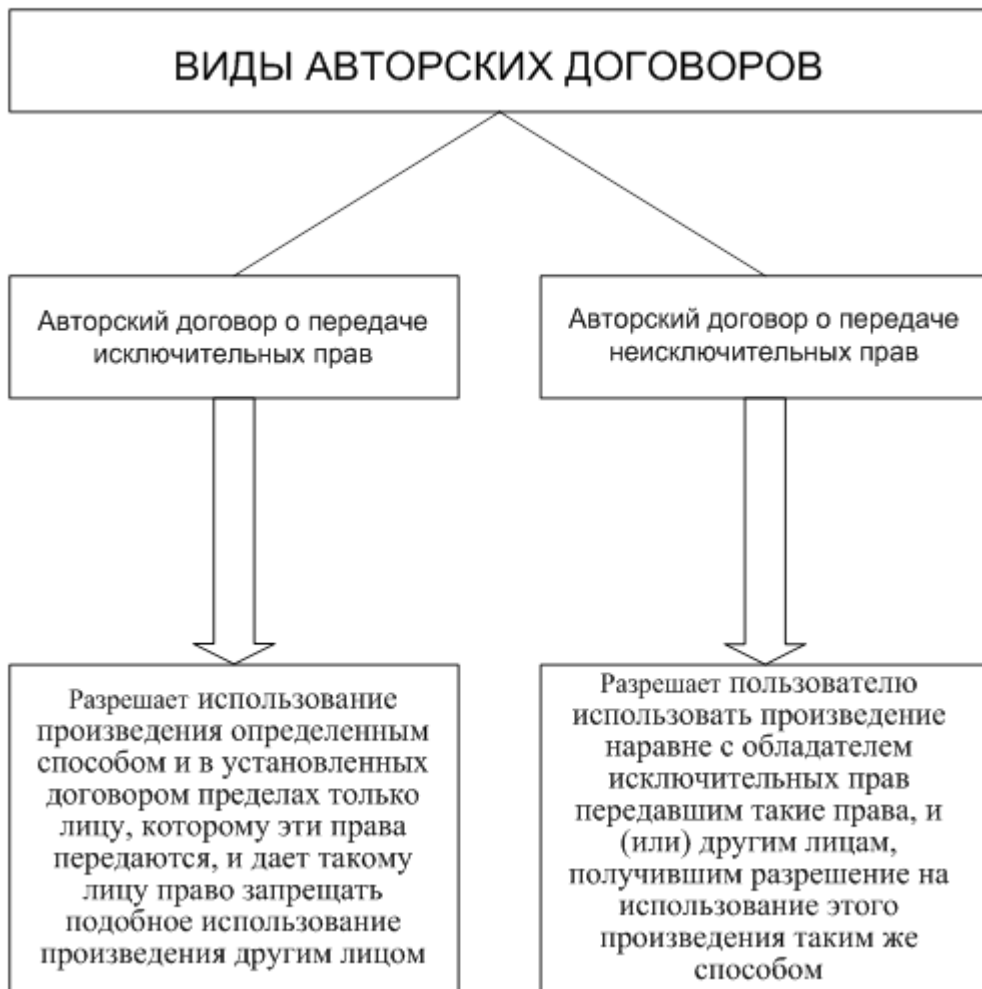 ВИДЫ АВТОРСКИХ ДОГОВОРОВ
Авторский договор о передаче
исключительных прав
Авторский договор о передаче
неисключительных прав
Разрешает использование
произведения определенным
способом и в установленных
договором пределах только
лицу, которому эти права
передаются, и дает такому
лицу право запрещать
подобное использование
произведения другим лицом
Разрешает пользователю
использовать произведение
наравне с обладателем
исключительных прав
передавшим такие права, и
(или) другим лицам,
получившим разрешение на
использование этого
произведения таким же
способом